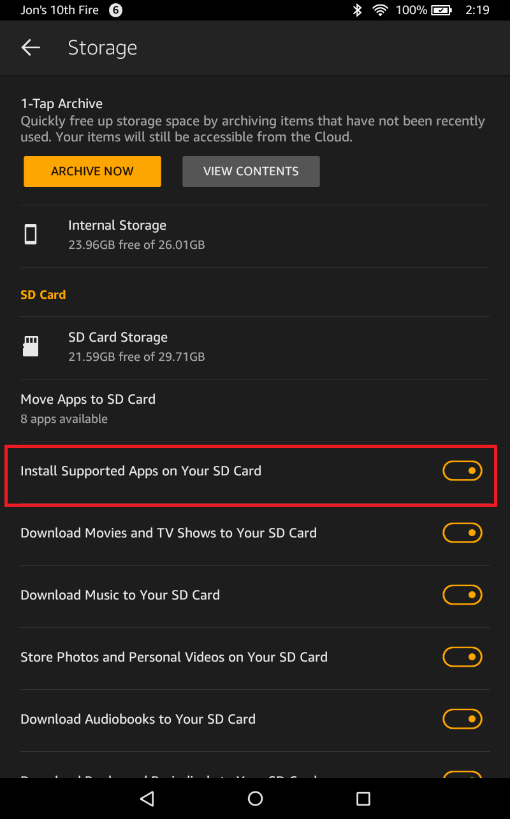 Jon's 10th Fire 6 100% 2:19
Storage
1-Tap Archive
Quickly free up storage space by archiving items that have not been recently
used. Your items will still be accessible from the Cloud.
ARCHIVE NOW VIEW CONTENTS
Internal Storage
23.96GB free of 26.01GB
SD Card
SD Card Storage
21.59GB free of 29.71GB
Move Apps to SD Card
8 apps available
Install Supported Apps on Your SD Card
Download Movies and TV Shows to Your SD Card
Download Music to Your SD Card
Store Photos and Personal Videos on Your SD Card
Download Audiobooks to Your SD Card